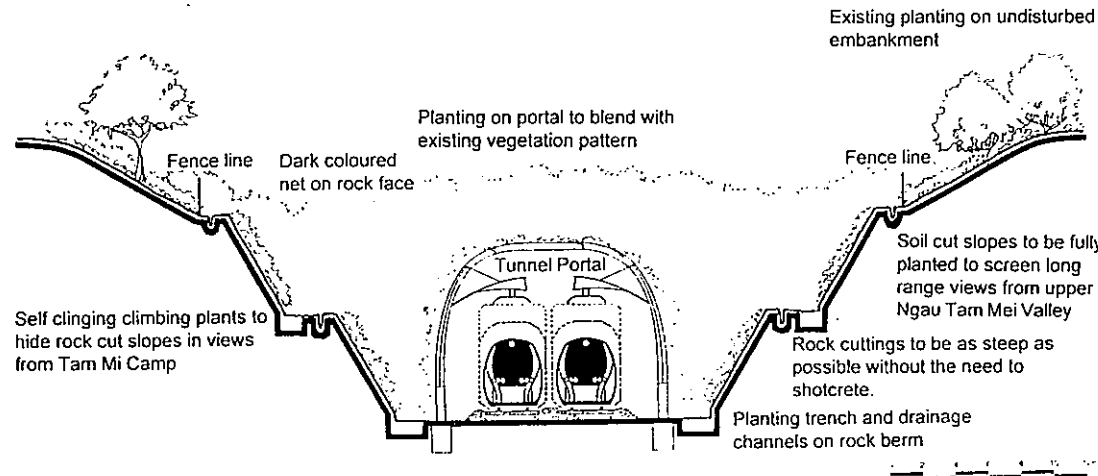 Existing planting on undisturbed
embankment
Planting on portal to blend with
existing vegetation pattern
Fence line
Dark coloured
net on rock face
Fence line
Tunnel Portal
Soil cut slopes to be fully
planted to screen long
range views from upper
Ngau Tam Mei Valley
Self clinging climbing plants to
hide rock cut slopes in views
from Tam Mi Camp
Rock cuttings to be as steep as
possible without the need to
shotcrete.
Planting trench and drainage
channels on rock berm